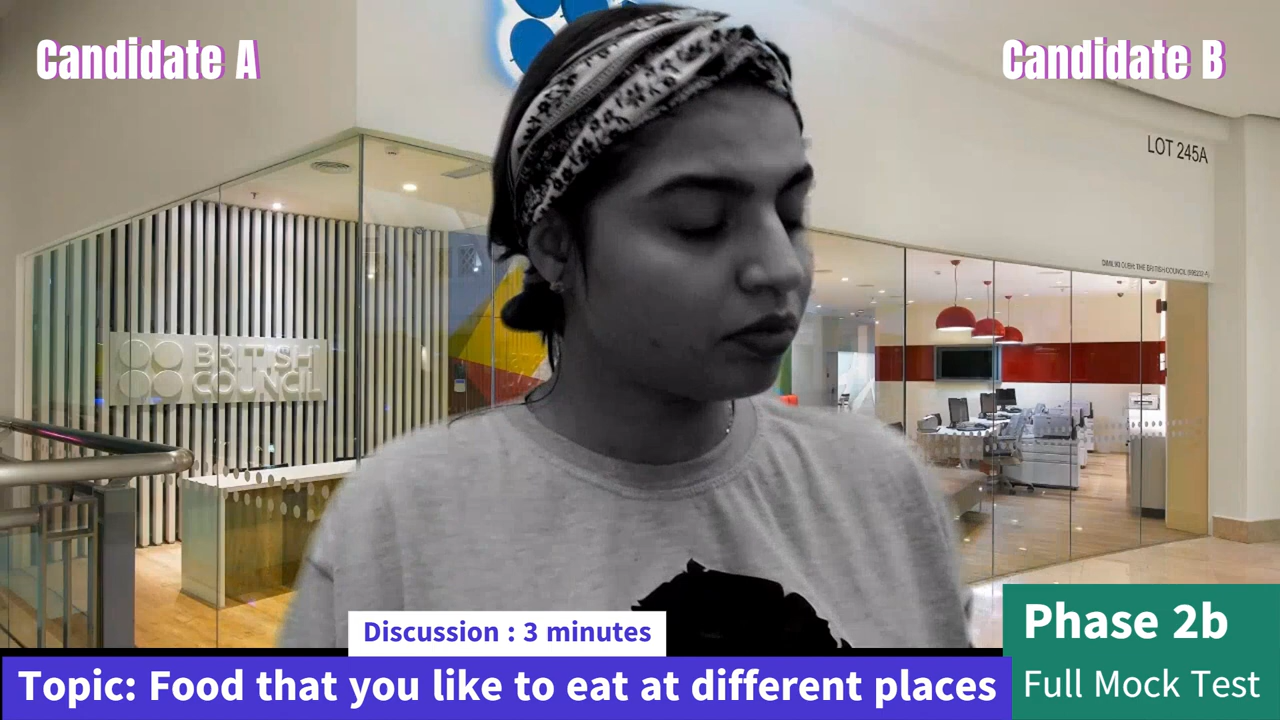 Candidate A
Candidate B
LOT 245A
BRITISH
COUNCIL
Discussion : 3 minutes
Topic: Food that you like to eat at different places
Phase 2b
Full Mock Test